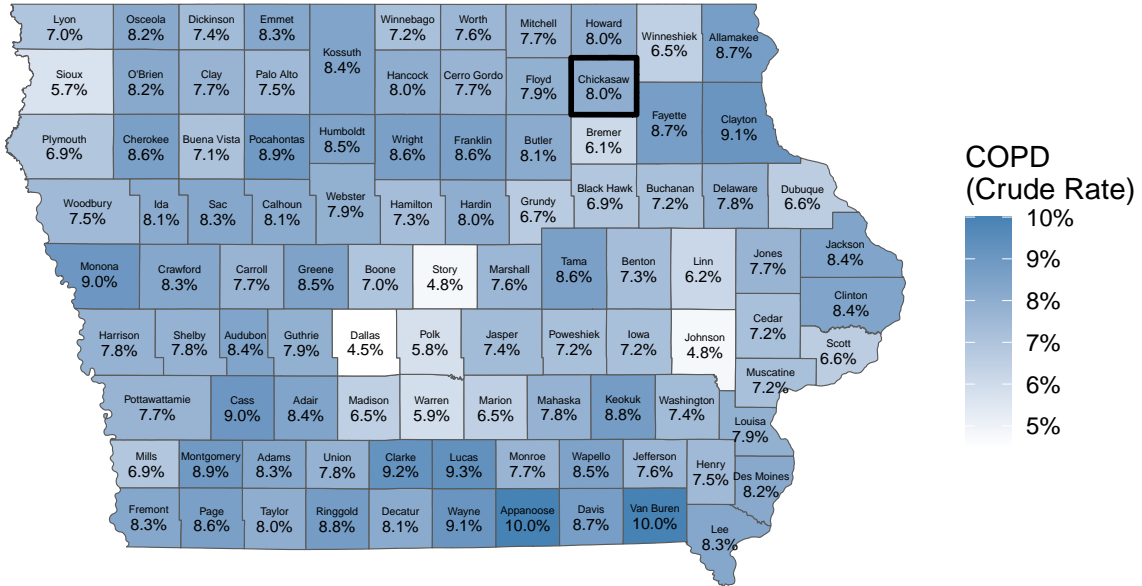 Lyon
7.0%
Osceola
8.2%
Dickinson
7.4%
Emmet
8.3%
Kossuth
8.4%
Winnebago
7.2%
Worth
7.6%
Mitchell
7.7%
Howard
8.0%
Winneshiek
6.5%
Allamakee
8.7%
Sioux
5.7%
O'Brien
8.2%
Clay
7.7%
Palo Alto
7.5%
Hancock
8.0%
Cerro Gordo
7.7%
Floyd
7.9%
Chickasaw
8.0%
Fayette
8.7%
Clayton
9.1%
Plymouth
6.9%
Cherokee
8.6%
Buena Vista
7.1%
Pocahontas
8.9%
Humboldt
8.5%
Wright
8.6%
Franklin
8.6%
Butler
8.1%
Bremer
6.1%
Woodbury
7.5%
Ida
8.1%
Sac
8.3%
Calhoun
8.1%
Webster
7.9%
Hamilton
7.3%
Hardin
8.0%
Grundy
6.7%
Black Hawk
6.9%
Buchanan
7.2%
Delaware
7.8%
Dubuque
6.6%
Monona
9.0%
Crawford
8.3%
Carroll
7.7%
Greene
8.5%
Boone
7.0%
Story
4.8%
Marshall
7.6%
Tama
8.6%
Benton
7.3%
Linn
6.2%
Jones
7.7%
Jackson
8.4%
Clinton
8.4%
Harrison
7.8%
Shelby
7.8%
Audubon
8.4%
Guthrie
7.9%
Dallas
4.5%
Polk
5.8%
Jasper
7.4%
Poweshiek
7.2%
Iowa
7.2%
Johnson
4.8%
Cedar
7.2%
Scott
6.6%
Muscatine
7.2%
Pottawattamie
7.7%
Cass
9.0%
Adair
8.4%
Madison
6.5%
Warren
5.9%
Marion
6.5%
Mahaska
7.8%
Keokuk
8.8%
Washington
7.4%
Louisa
7.9%
Mills
6.9%
Montgomery
8.9%
Adams
8.3%
Union
7.8%
Clarke
9.2%
Lucas
9.3%
Monroe
7.7%
Wapello
8.5%
Jefferson
7.6%
Henry
7.5%
Des Moines
8.2%
Fremont
8.3%
Page
8.6%
Taylor
8.0%
Ringgold
8.8%
Decatur
8.1%
Wayne
9.1%
Appanoose
10.0%
Davis
8.7%
Van Buren
10.0%
Lee
8.3%
COPD
(Crude Rate)
10%
9%
8%
7%
6%
5%